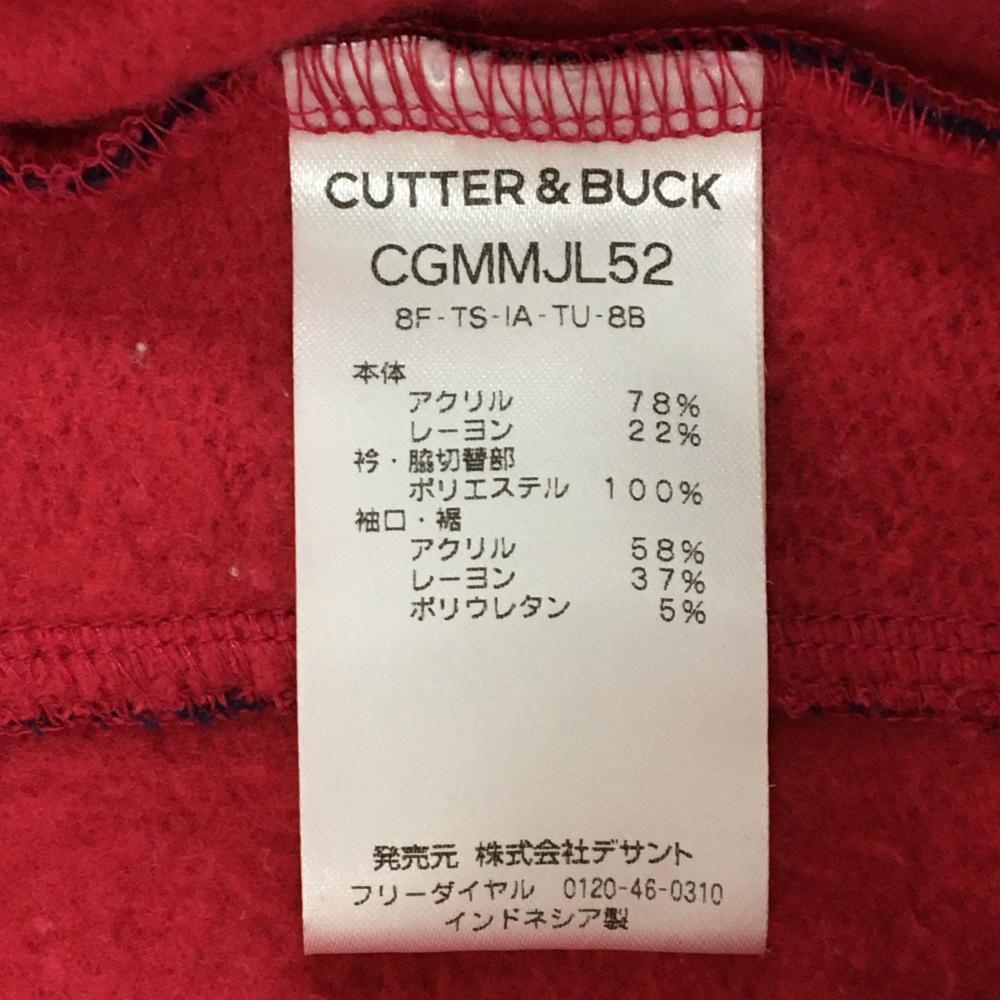 CUTTER & BUCK
CGMMJL52
8F-TS-IA-TU-8B
本体
アクリル 78%
レーヨン 22%
衿・脇切替部
ポリエステル 100%
袖口・裾
アクリル 58%
レーヨン 37%
ポリウレタン 5%
発売元 株式会社デサント
フリーダイヤル 0120-46-0310
インドネシア製